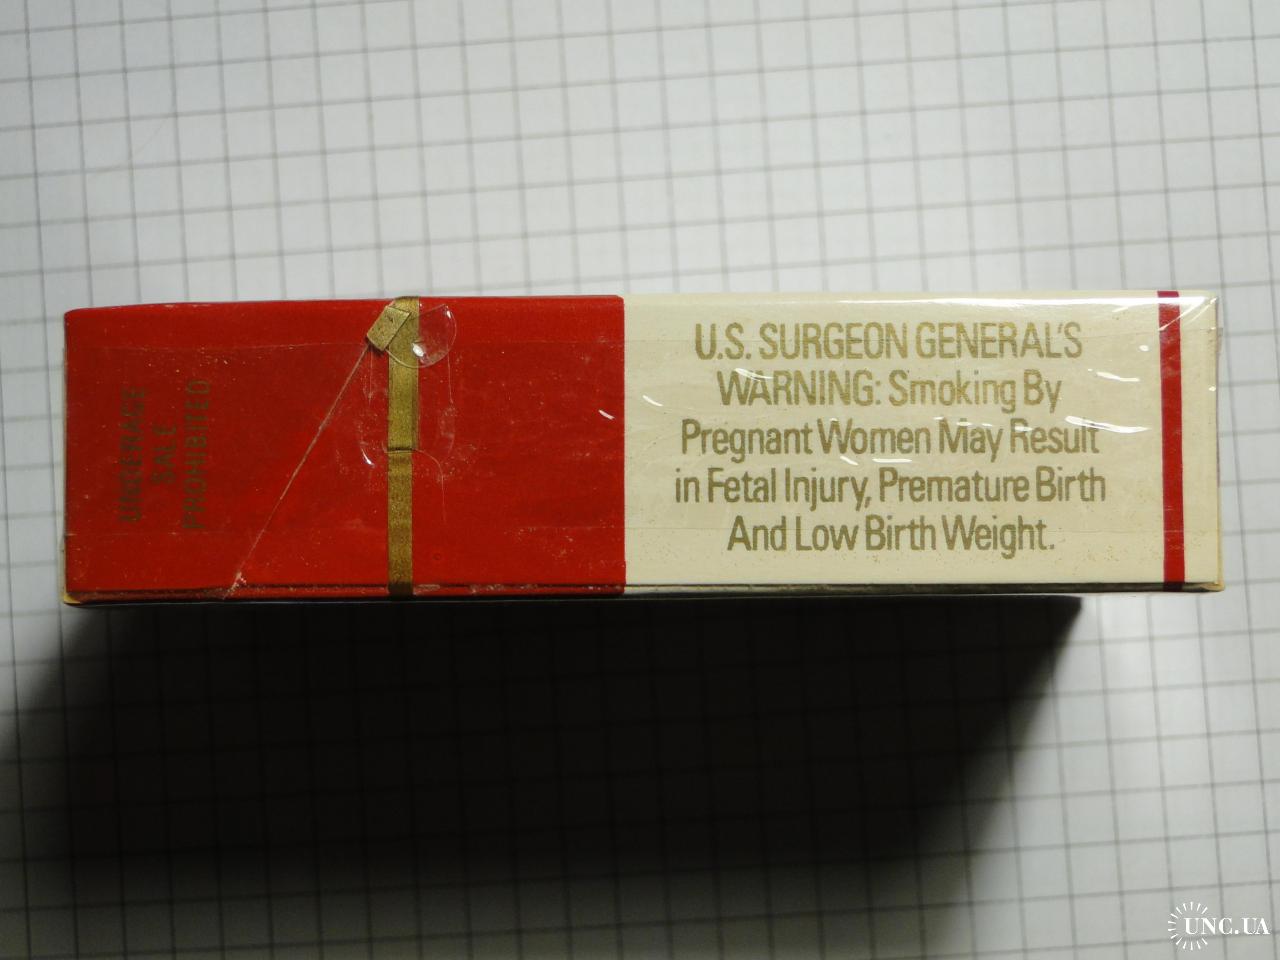 UNDERAGE
SALE
PROHIBITED
U.S. SURGEON GENERAL'S
WARNING: Smoking By
Pregnant Women May Result
in Fetal Injury, Premature Birth
And Low Birth Weight.
UNC.UA